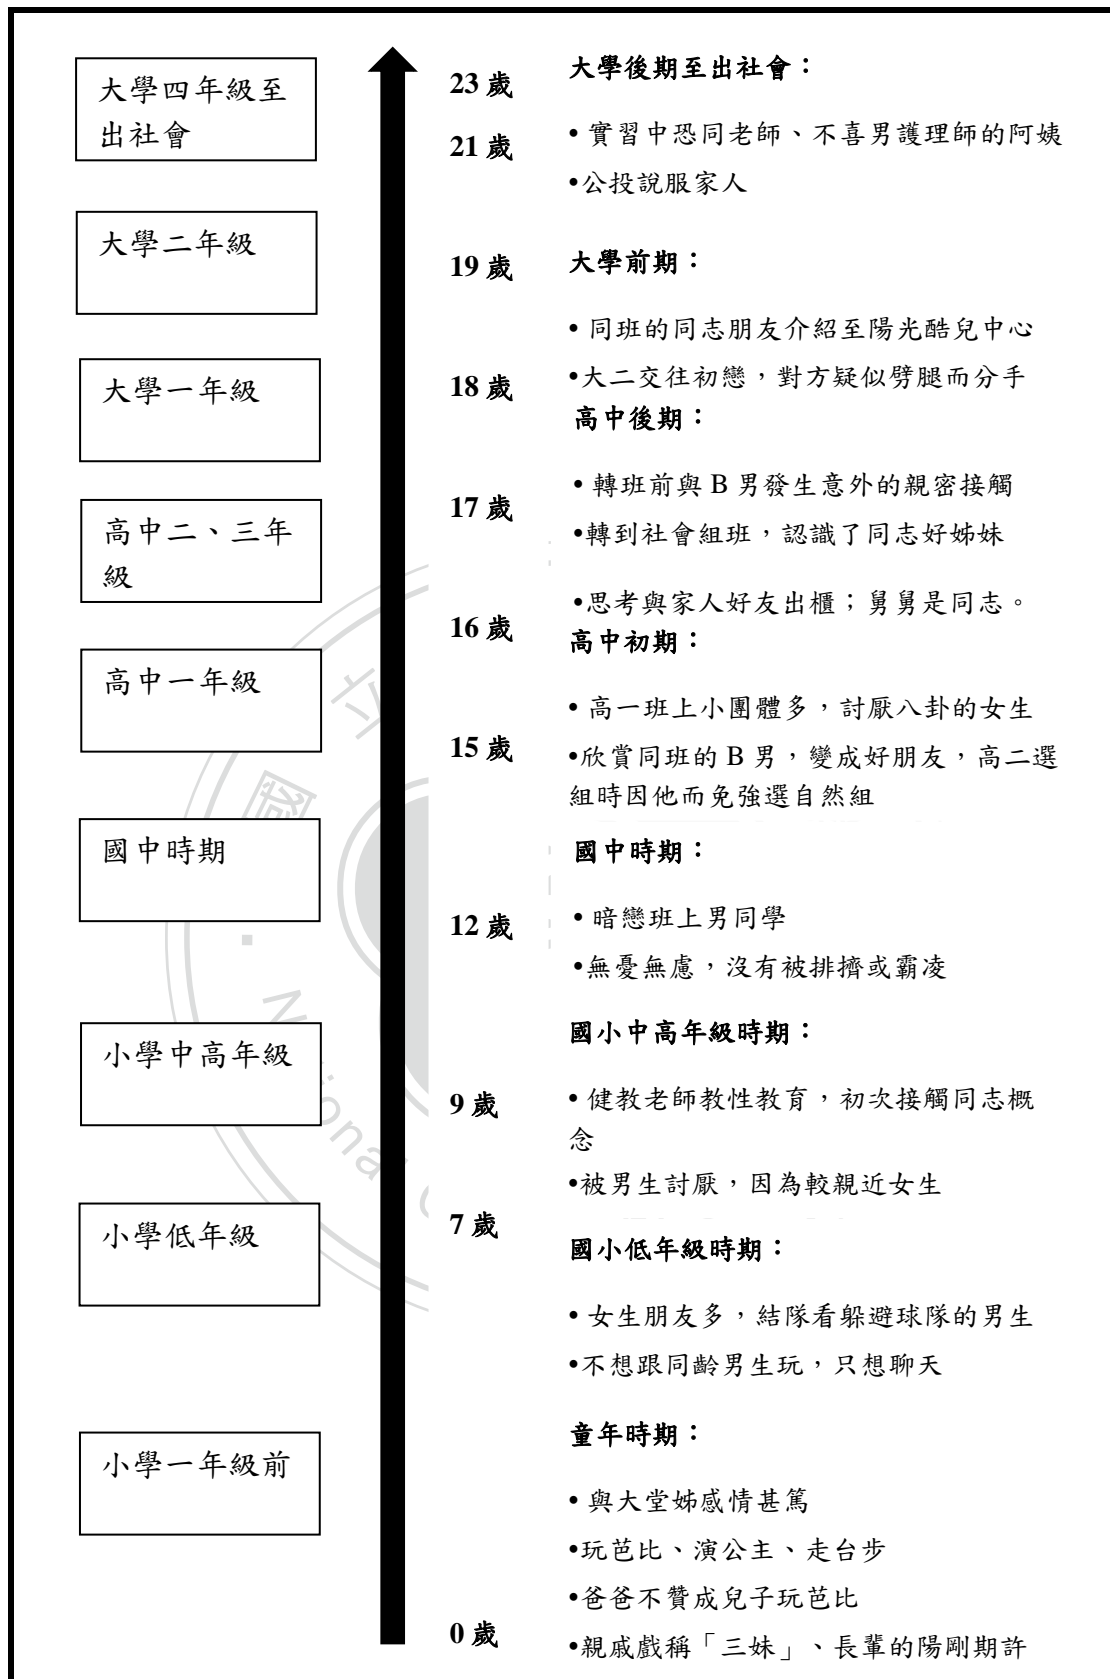 大學四年級至
出社會
23 歲
大學後期至出社會：
21 歲
• 實習中恐同老師、不喜男護理師的阿姨
•公投說服家人
大學二年級
19 歲
大學前期：
• 同班的同志朋友介紹至陽光酷兒中心
大學一年級
18 歲
•大二交往初戀，對方疑似劈腿而分手
高中後期：
• 轉班前與 B 男發生意外的親密接觸
高中二、三年
級
17 歲
•轉到社會組班，認識了同志好姊妹
•思考與家人好友出櫃；舅舅是同志。
16 歲
高中初期：
高中一年級
• 高一班上小團體多，討厭八卦的女生
15 歲
•欣賞同班的 B 男，變成好朋友，高二選
組時因他而免強選自然組
國中時期
國中時期：
12 歲
• 暗戀班上男同學
•無憂無慮，沒有被排擠或霸凌
小學中高年級
國小中高年級時期：
9 歲
• 健教老師教性教育，初次接觸同志概
念
•被男生討厭，因為較親近女生
小學低年級
7 歲
國小低年級時期：
• 女生朋友多，結隊看躲避球隊的男生
•不想跟同齡男生玩，只想聊天
小學一年級前
童年時期：
• 與大堂姊感情甚篤
•玩芭比、演公主、走台步
•爸爸不贊成兒子玩芭比
0 歲
•親戚戲稱「三妹」、長輩的陽剛期許